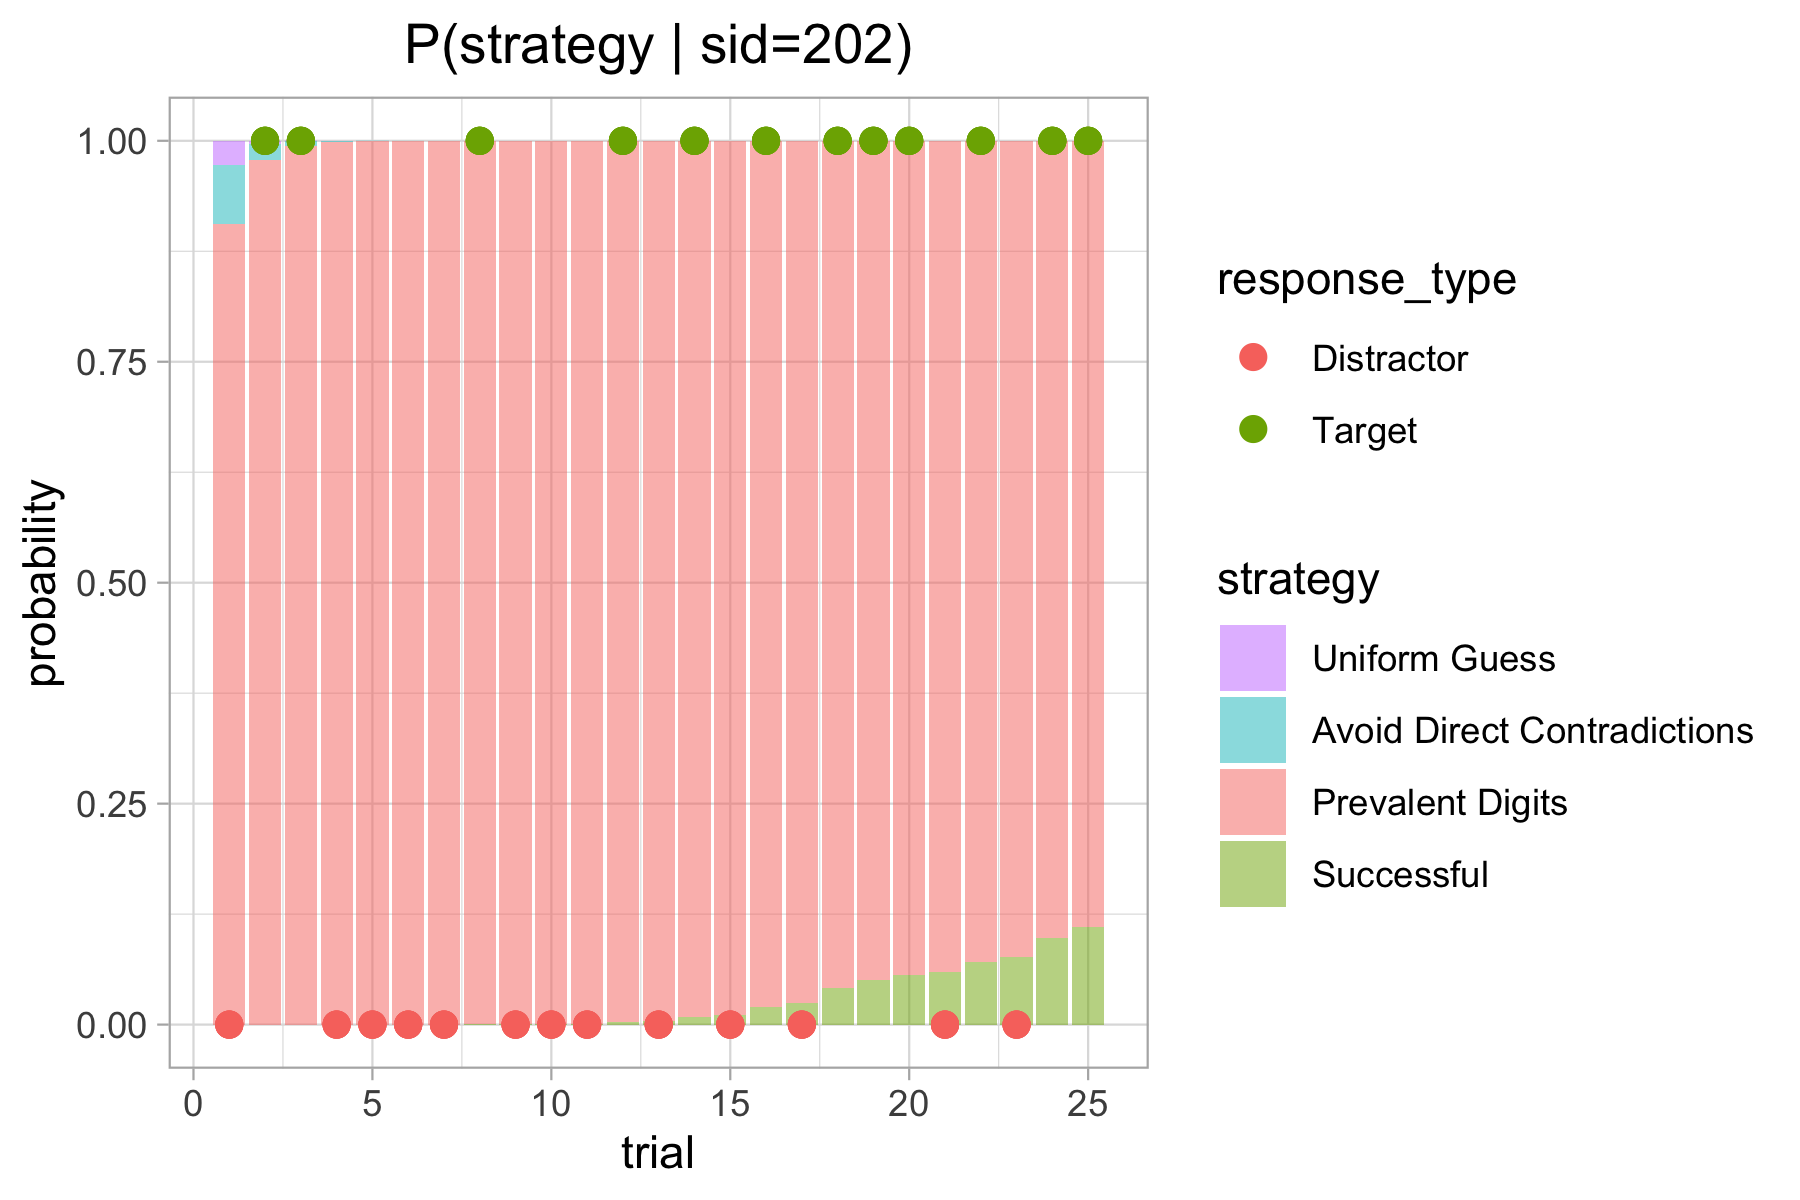 P(strategy | sid=202)
1.00
0.75
0.50
0.25
0.00
probability
0 5 10 15 20 25
trial
response_type
Distractor
Target
strategy
Uniform Guess
Avoid Direct Contradictions
Prevalent Digits
Successful